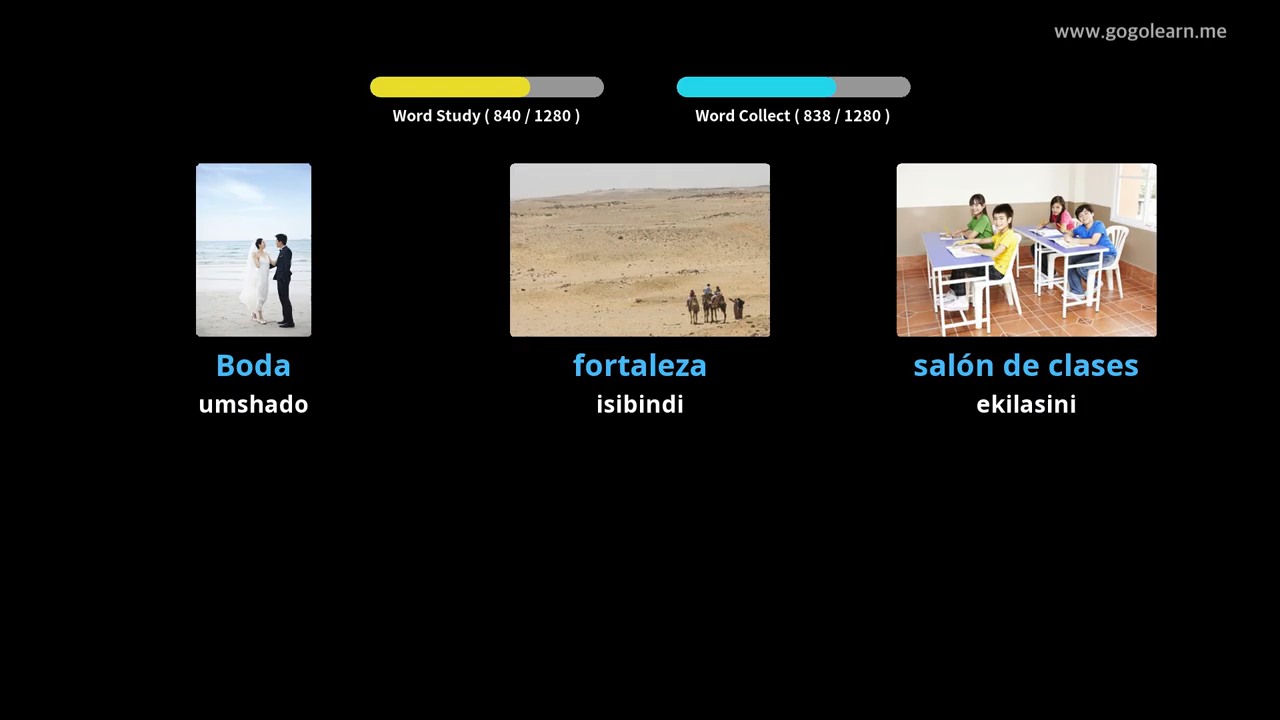 www.gogolearn.me
Word Study ( 840 / 1280 )
Word Collect ( 838 / 1280 )
Boda
umshado
fortaleza
isibindi
salón de clases
ekilasini